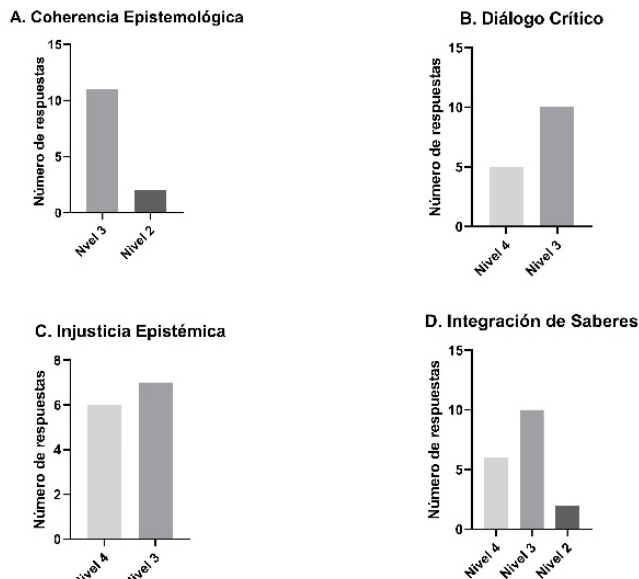 A. Coherencia Epistemológica
Número de respuestas
15
10
5
0
Nvel 3
Nivel 2
B. Diálogo Crítico
Número de respuestas
15
10
5
0
Nivel 4
Nivel 3
C. Injusticia Epistémica
Número de respuestas
8
6
4
2
0
Nivel 4
Nivel 3
D. Integración de Saberes
Número de respuestas
15
10
5
0
Nivel 4
Nivel 3
Nivel 2